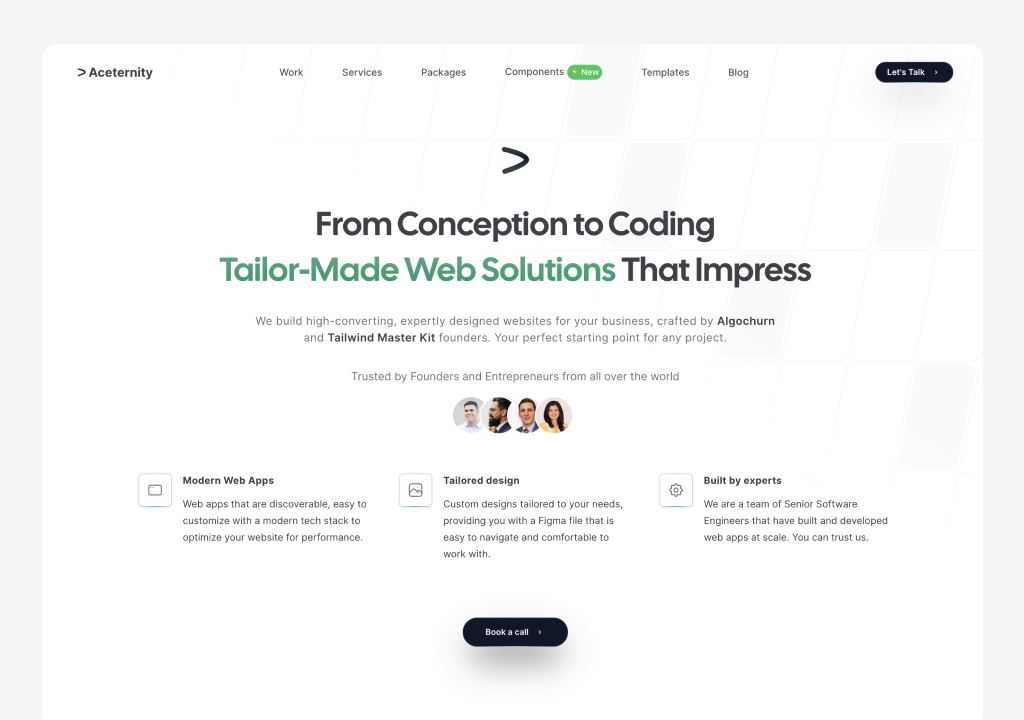 > Aceternity
Work
Services
Packages
Components ⚡ New
Templates
Blog
Let's Talk ›
From Conception to Coding
Tailor-Made Web Solutions That Impress
We build high-converting, expertly designed websites for your business, crafted by Algochurn
and Tailwind Master Kit founders. Your perfect starting point for any project.
Trusted by Founders and Entrepreneurs from all over the world
Modern Web Apps
Web apps that are discoverable, easy to
customize with a modern tech stack to
optimize your website for performance.
Tailored design
Custom designs tailored to your needs,
providing you with a Figma file that is
easy to navigate and comfortable to
work with.
Built by experts
We are a team of Senior Software
Engineers that have built and developed
web apps at scale. You can trust us.
Book a call ›